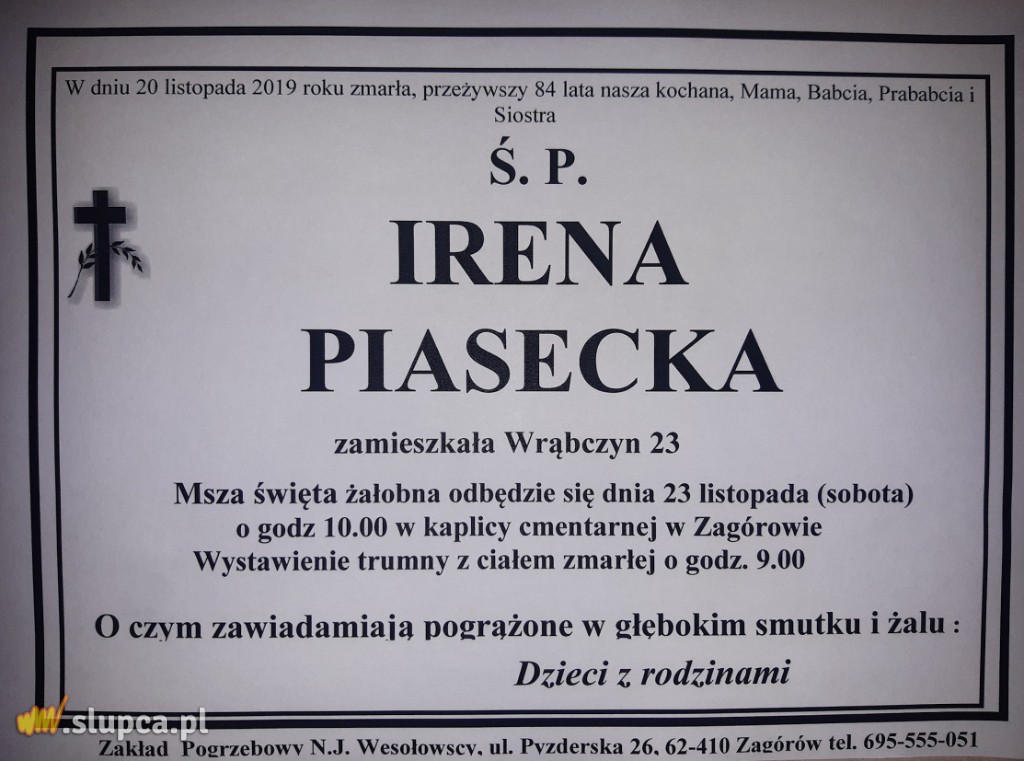 W dniu 20 listopada 2019 roku zmarła, przeżywszy 84 lata nasza kochana, Mama, Babcia, Prababcia i
Siostra
Ś. P.
IRENA
PIASECKA
zamieszkała Wrąbczyn 23
Msza święta żałobna odbędzie się dnia 23 listopada (sobota)
o godz 10.00 w kaplicy cmentarnej w Zagórowie
Wystawienie trumny z ciałem zmarłej o godz. 9.00
O czym zawiadamiają pogrążone w głębokim smutku i żalu :
Dzieci z rodzinami
.slupca.pl
Zakład Pogrzebowy N.J. Wesołowscy, ul. Pyzderska 26, 62-410 Zagórów tel. 695-555-051